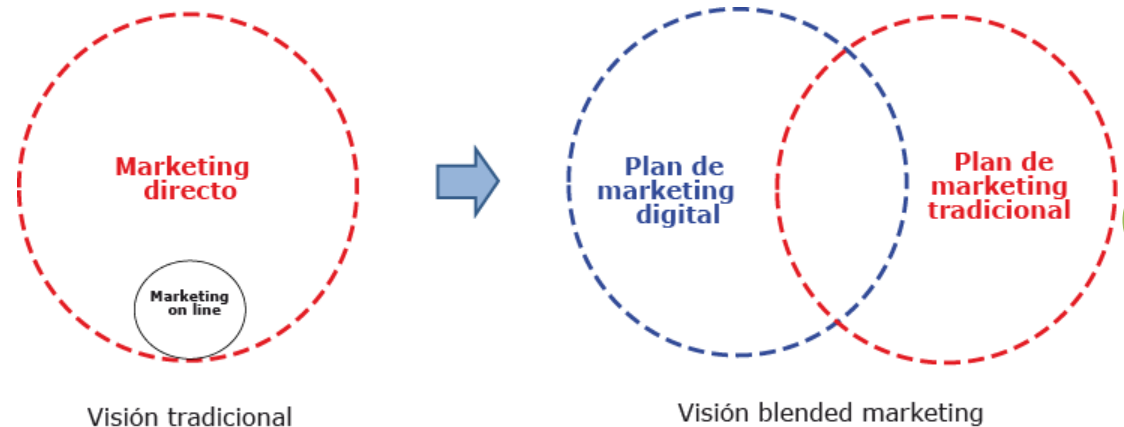 Marketing
directo
Marketing
on line
Visión tradicional
Plan de
marketing
digital
Plan de
marketing
tradicional
Visión blended marketing